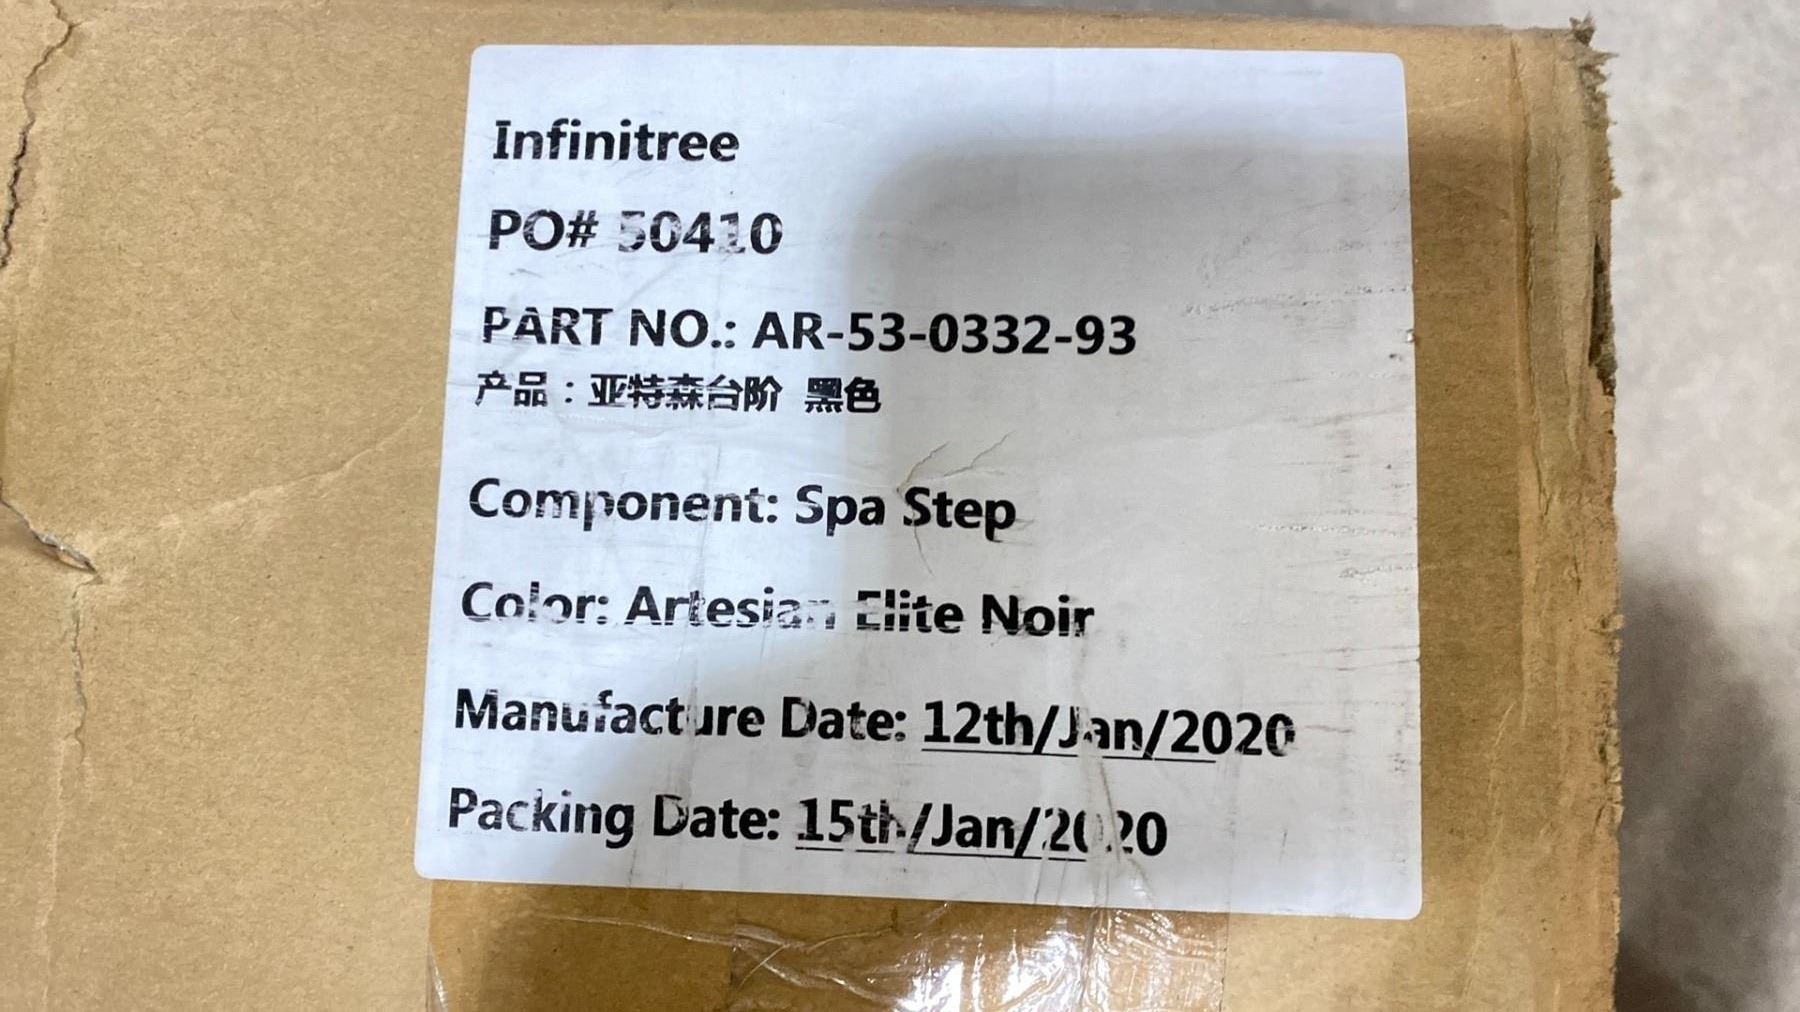 Infinitree
PO# 50410
PART NO.: AR-53-0332-93
产品：亚特森台阶 黑色
Component: Spa Step
Color: Artesian Elite Noir
Manufacture Date: 12th/Jan/2020
Packing Date: 15th/Jan/2020